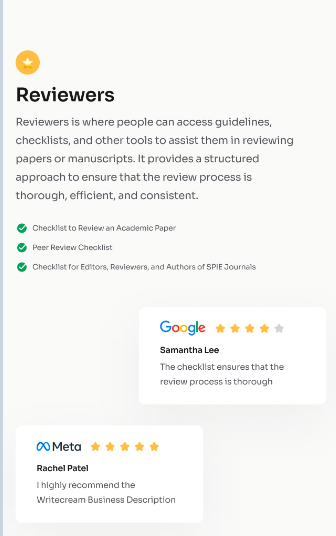 Reviewers
Reviewers is where people can access guidelines,
checklists, and other tools to assist them in reviewing
papers or manuscripts. It provides a structured
approach to ensure that the review process is
thorough, efficient, and consistent.
Checklist to Review an Academic Paper
Peer Review Checklist
Checklist for Editors, Reviewers, and Authors of SPIE Journals
Google
Samantha Lee
The checklist ensures that the
review process is thorough
Meta
Rachel Patel
I highly recommend the
Writecream Business Description